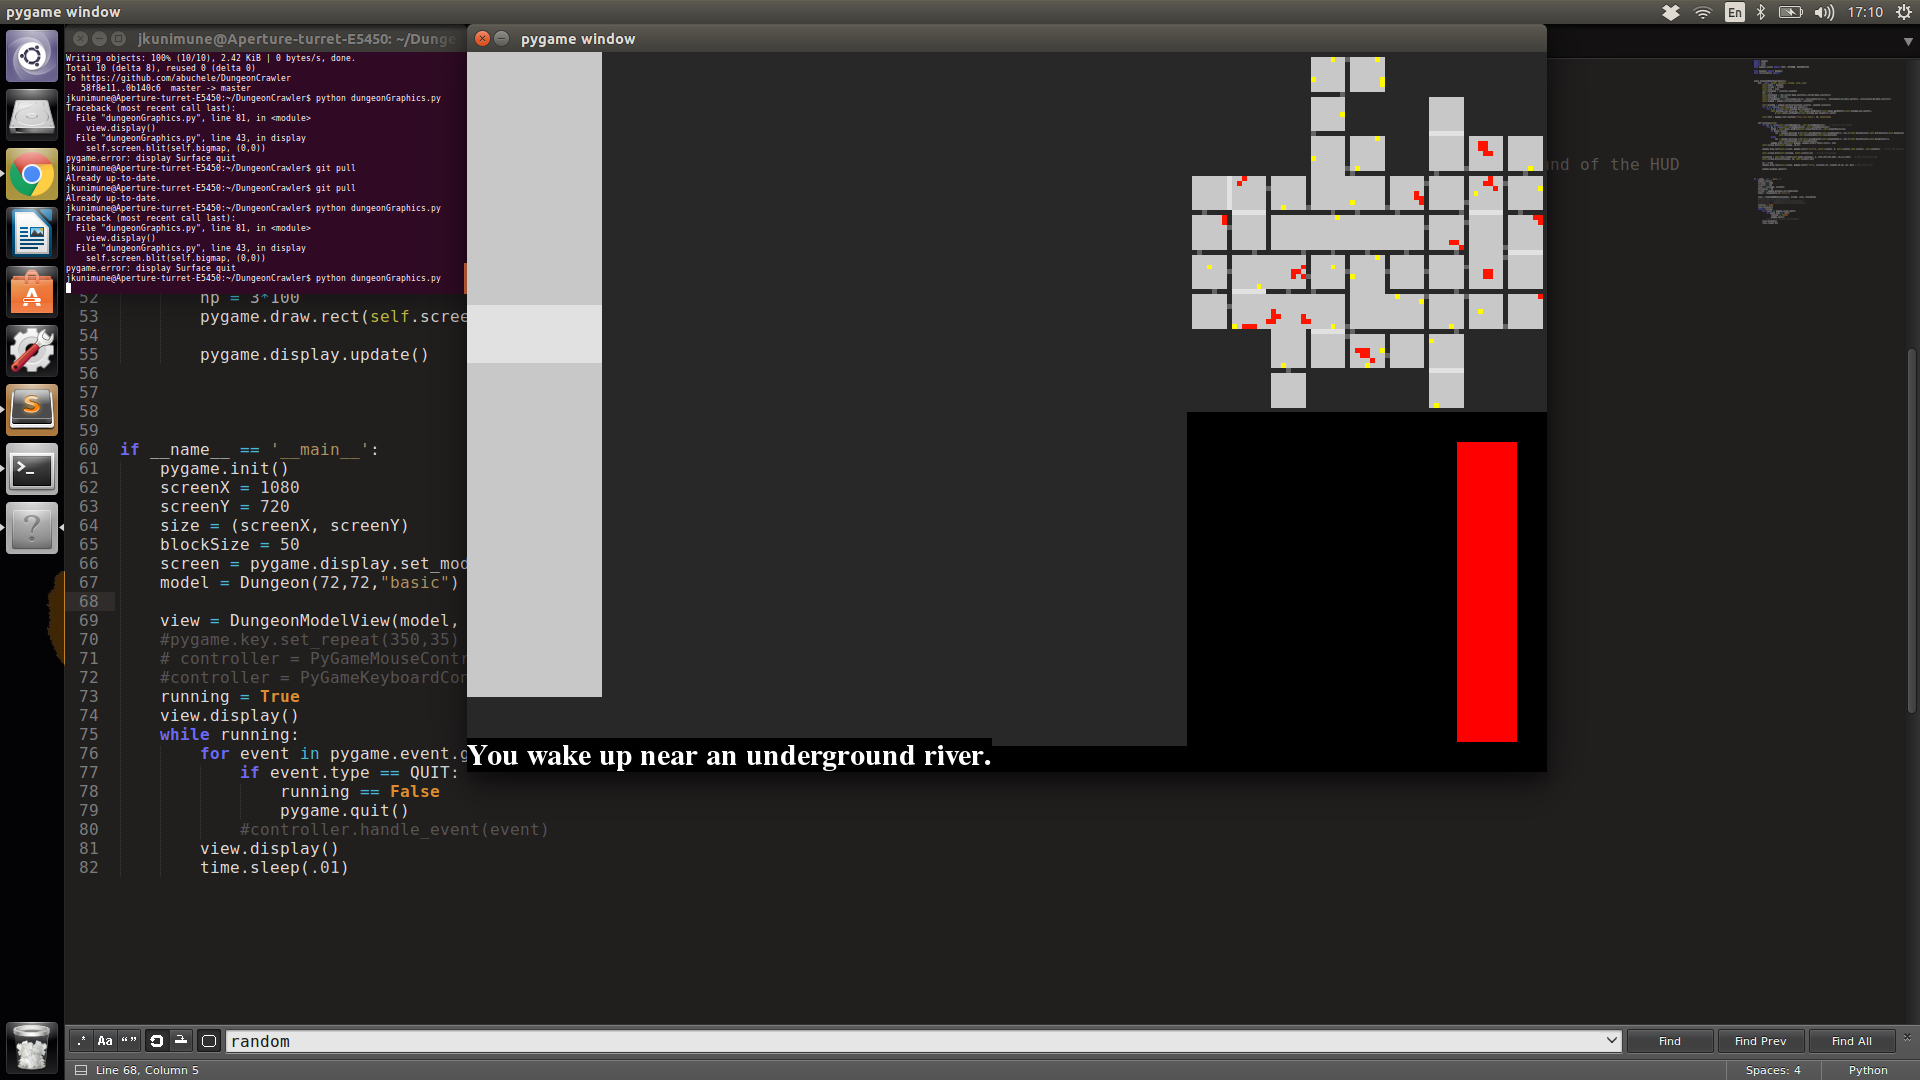 pygame window
En
17:10
jkunimune@Aperture-turret-E5450: ~/Dunge
pygame window
Writing objects: 100% (10/10), 2.42 KiB | 0 bytes/s, done.
Total 10 (delta 8), reused 0 (delta 0)
To https://github.com/abuchele/DungeonCrawler
58f8e11..0b140c6  master -> master
jkunimune@Aperture-turret-E5450:~/DungeonCrawler$ python dungeonGraphics.py
Traceback (most recent call last):
File "dungeonGraphics.py", line 81, in <module>
view.display()
File "dungeonGraphics.py", line 43, in display
self.screen.blit(self.bigmap, (0,0))
pygame.error: display Surface quit
jkunimune@Aperture-turret-E5450:~/DungeonCrawler$ git pull
Already up-to-date.
jkunimune@Aperture-turret-E5450:~/DungeonCrawler$ git pull
Already up-to-date.
jkunimune@Aperture-turret-E5450:~/DungeonCrawler$ python dungeonGraphics.py
Traceback (most recent call last):
File "dungeonGraphics.py", line 81, in <module>
view.display()
File "dungeonGraphics.py", line 43, in display
self.screen.blit(self.bigmap, (0,0))
pygame.error: display Surface quit
jkunimune@Aperture-turret-E5450:~/DungeonCrawler$ python dungeonGraphics.py
nd of the HUD
52 hp = 3*100
53 pygame.draw.rect(self.scree
54
55 pygame.display.update()
56
57
58
59
60 if __name__ == '__main__':
61 pygame.init()
62 screenX = 1080
63 screenY = 720
64 size = (screenX, screenY)
65 blockSize = 50
66 screen = pygame.display.set_mod
67 model = Dungeon(72,72,"basic")
68
69 view = DungeonModelView(model,
70 #pygame.key.set_repeat(350,35)
71 # controller = PyGameMouseContr
72 #controller = PyGameKeyboardCon
73 running = True
74 view.display()
75 while running:
76 for event in pygame.event.g
77 if event.type == QUIT:
78 running == False
79 pygame.quit()
80 #controller.handle_event(event)
81 view.display()
82 time.sleep(.01)
You wake up near an underground river.
.* Aa “” random Find Find Prev Find All
Line 68, Column 5 Spaces: 4 Python